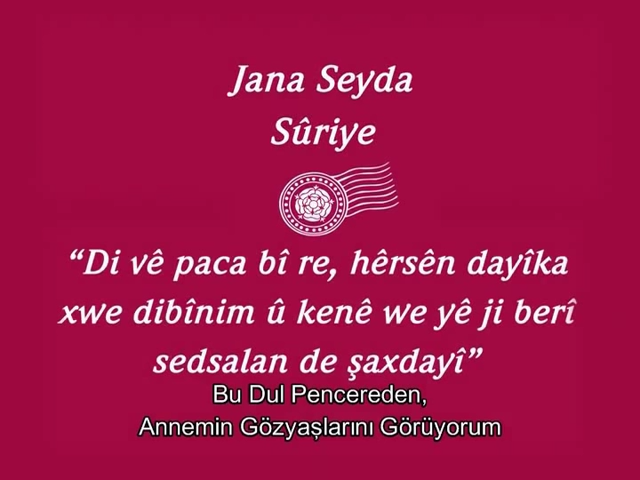 Jana Seyda
Sûriye
“Di vê paca bî re, hêrsên dayîka
xwe dibînim û kenê we yê ji berî
sedsalan de şaxdayî”
Bu Dul Pencereden,
Annemin Gözyaşlarını Görüyorum